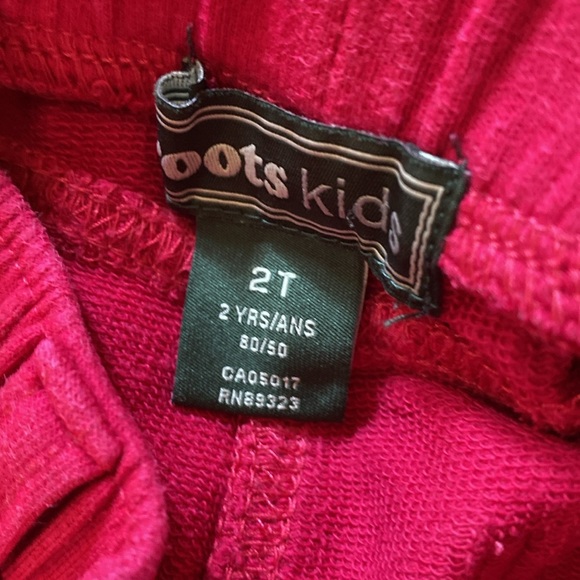 oots kids
2T
2 YRS/ANS
80/50
CA05017
RN89323